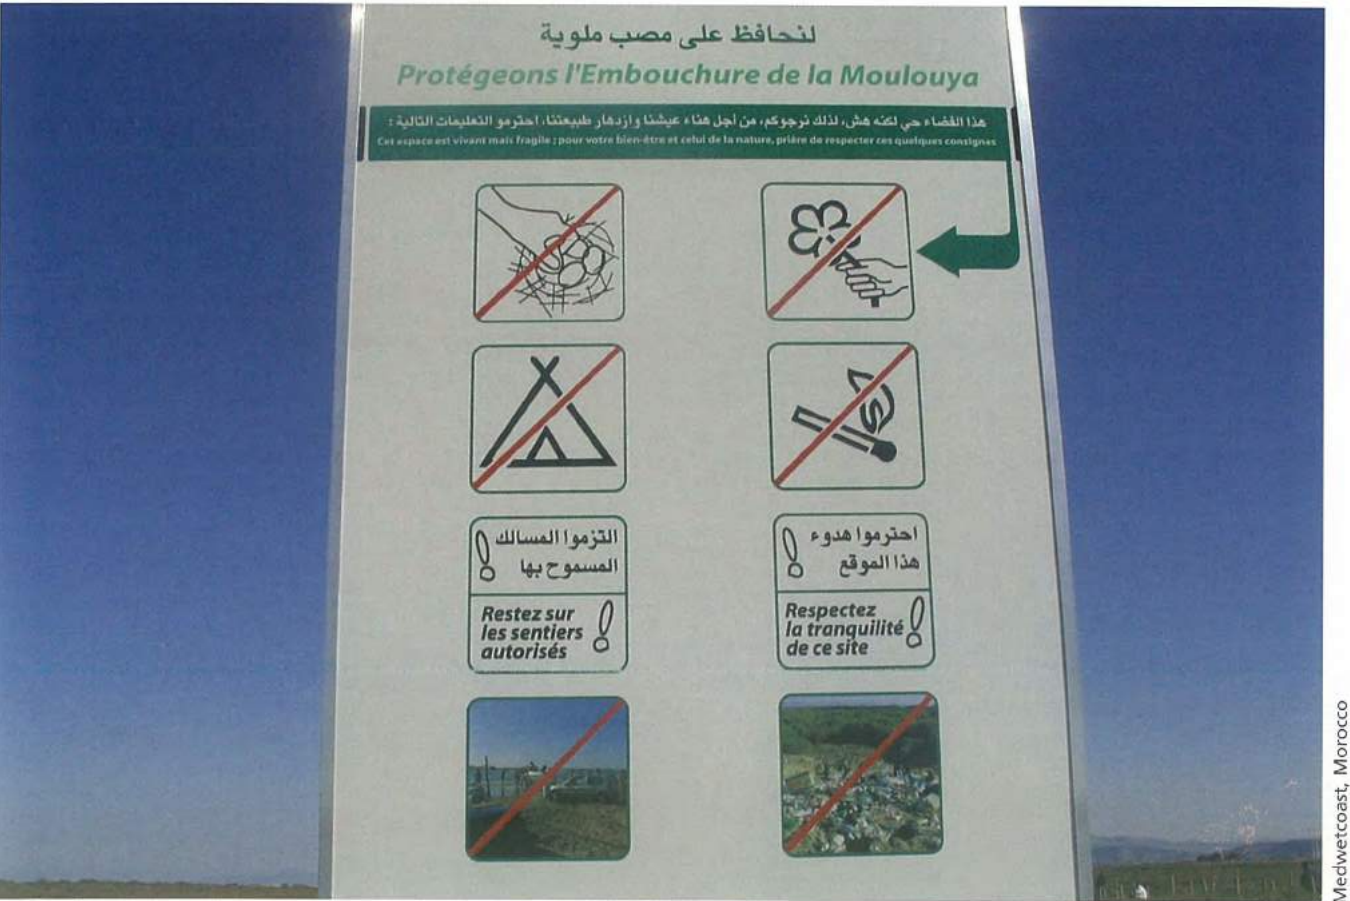 لنحافظ على مصب ملوية
Protégeons l'Embouchure de la Moulouya
هذا الفضاء حي لكنه هش، لذلك نرجوكم، من أجل هناء عيشنا وازدهار طبيعتنا، احترمو التعليمات التالية :
Cet espace est vivant mais fragile ; pour votre bien-être et celui de la nature, prière de respecter ces quelques consignes
التزموا المسالك
المسموح بها !
Restez sur
les sentiers
autorisés !
احترموا هدوء
هذا الموقع !
Respectez
la tranquilité
de ce site !
Medwetcoast, Morocco